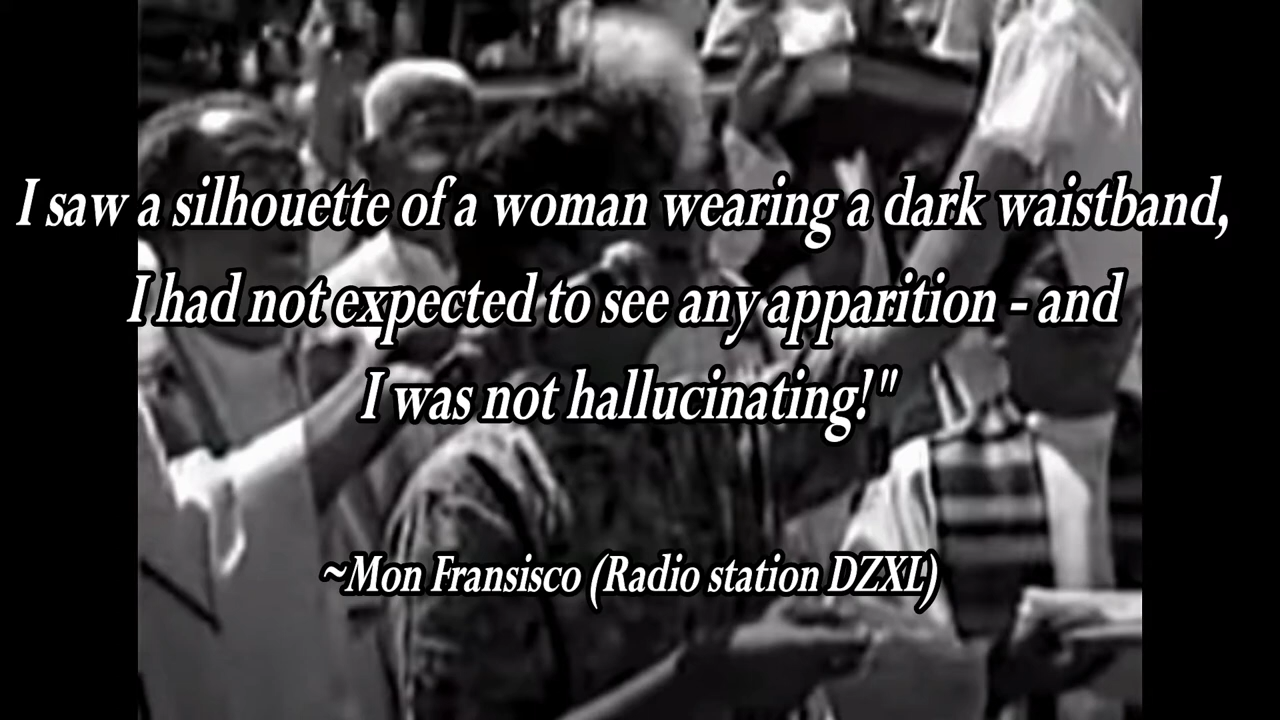 I saw a silhouette of a woman wearing a dark waistband,
I had not expected to see any apparition - and
I was not hallucinating!"
~Mon Fransisco (Radio station DZXL)